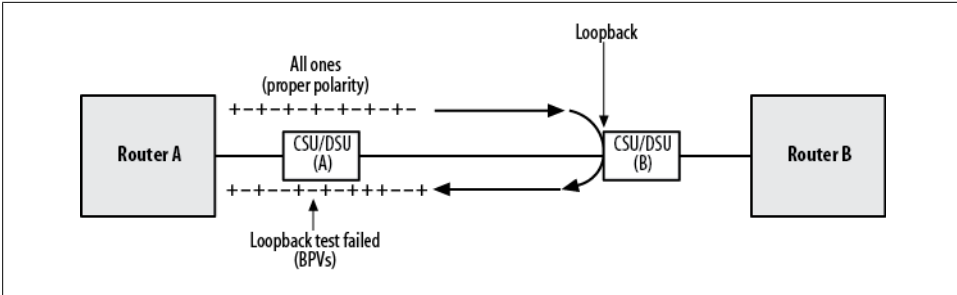 Loopback
All ones
(proper polarity)
+-+-+-+-+-+-
Router A
CSU/DSU
(A)
CSU/DSU
(B)
Router B
+-+--+-+-+++--+
Loopback test failed
(BPVs)